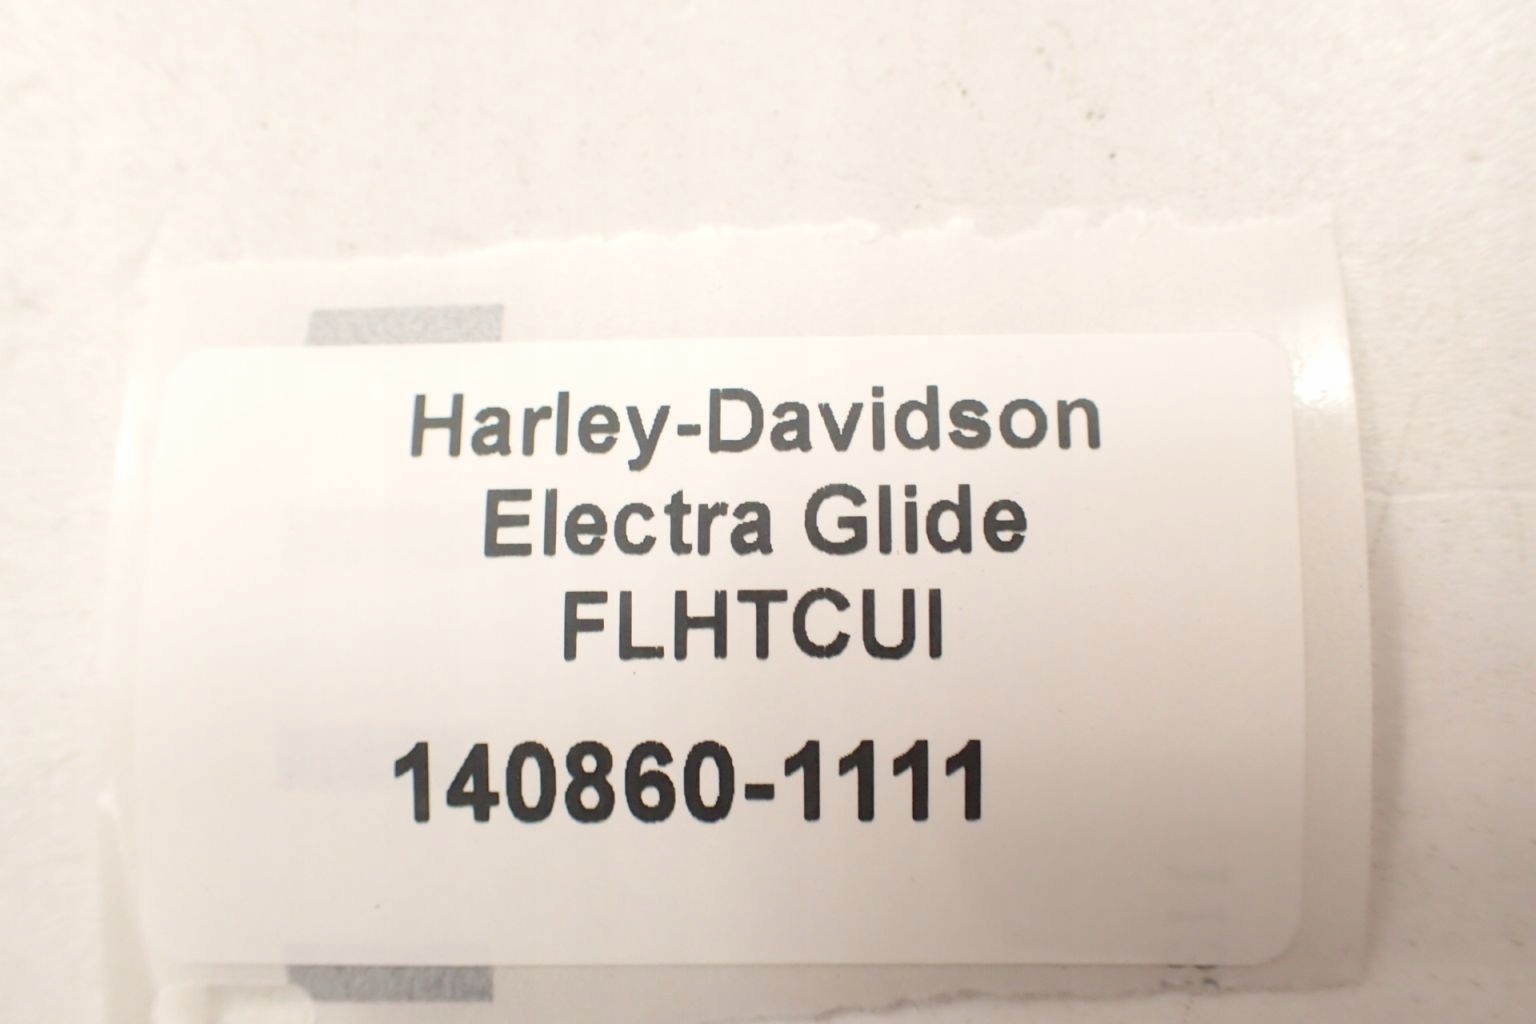 Harley-Davidson
Electra Glide
FLHTCUI
140860-1111